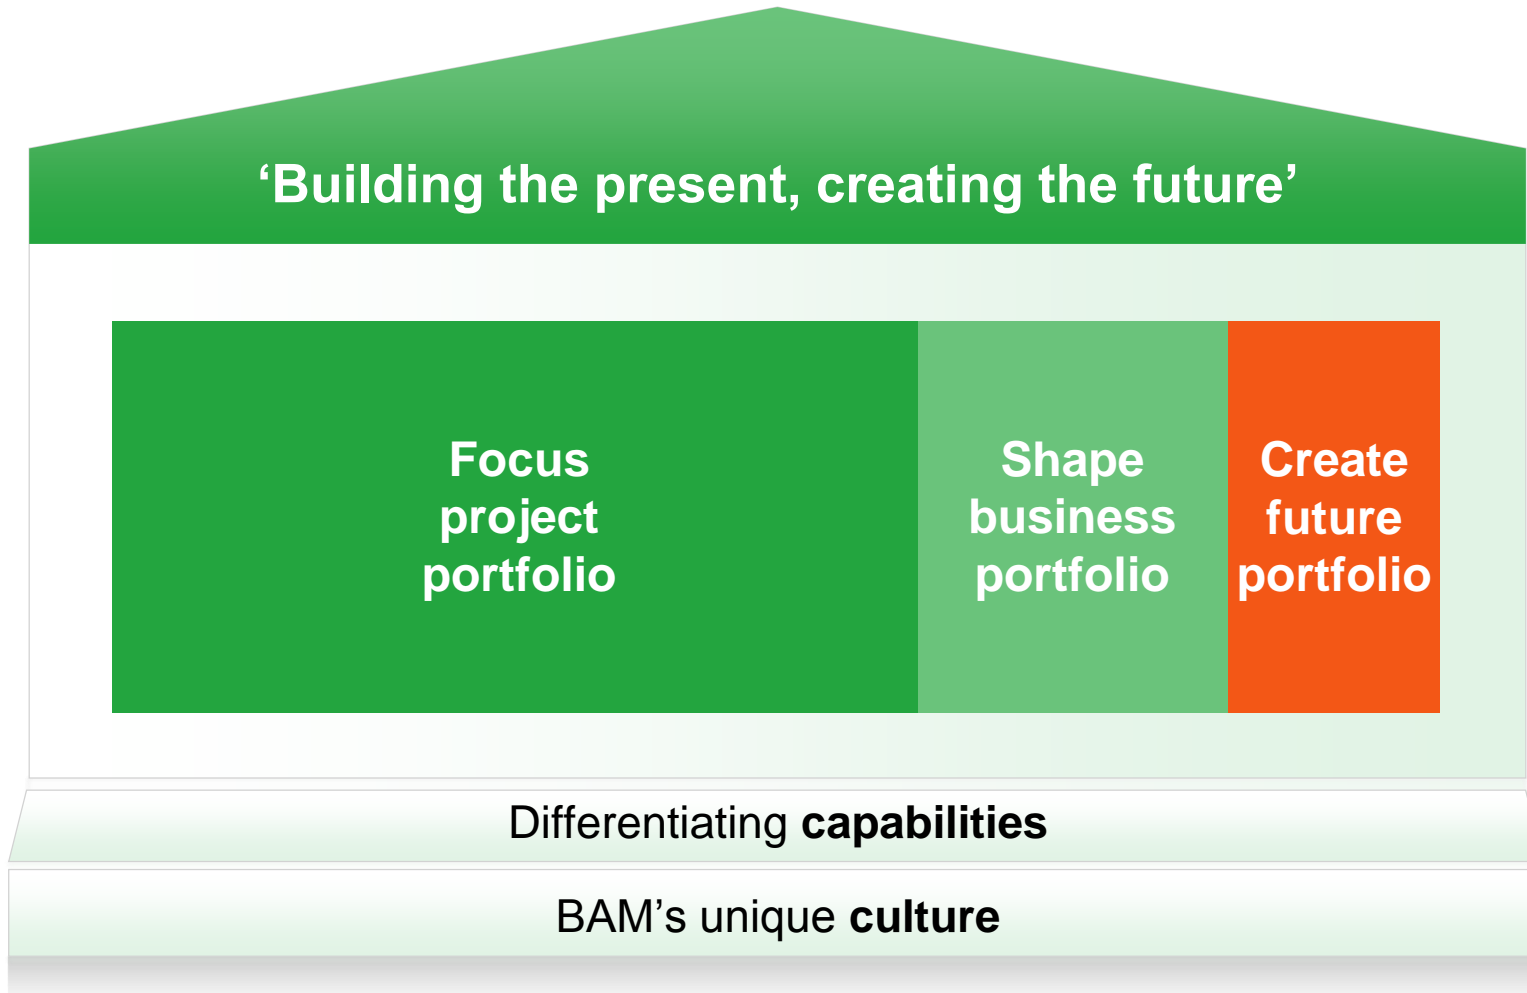 ‘Building the present, creating the future’
Focus
project
portfolio
Shape
business
portfolio
Create
future
portfolio
Differentiating capabilities
BAM’s unique culture